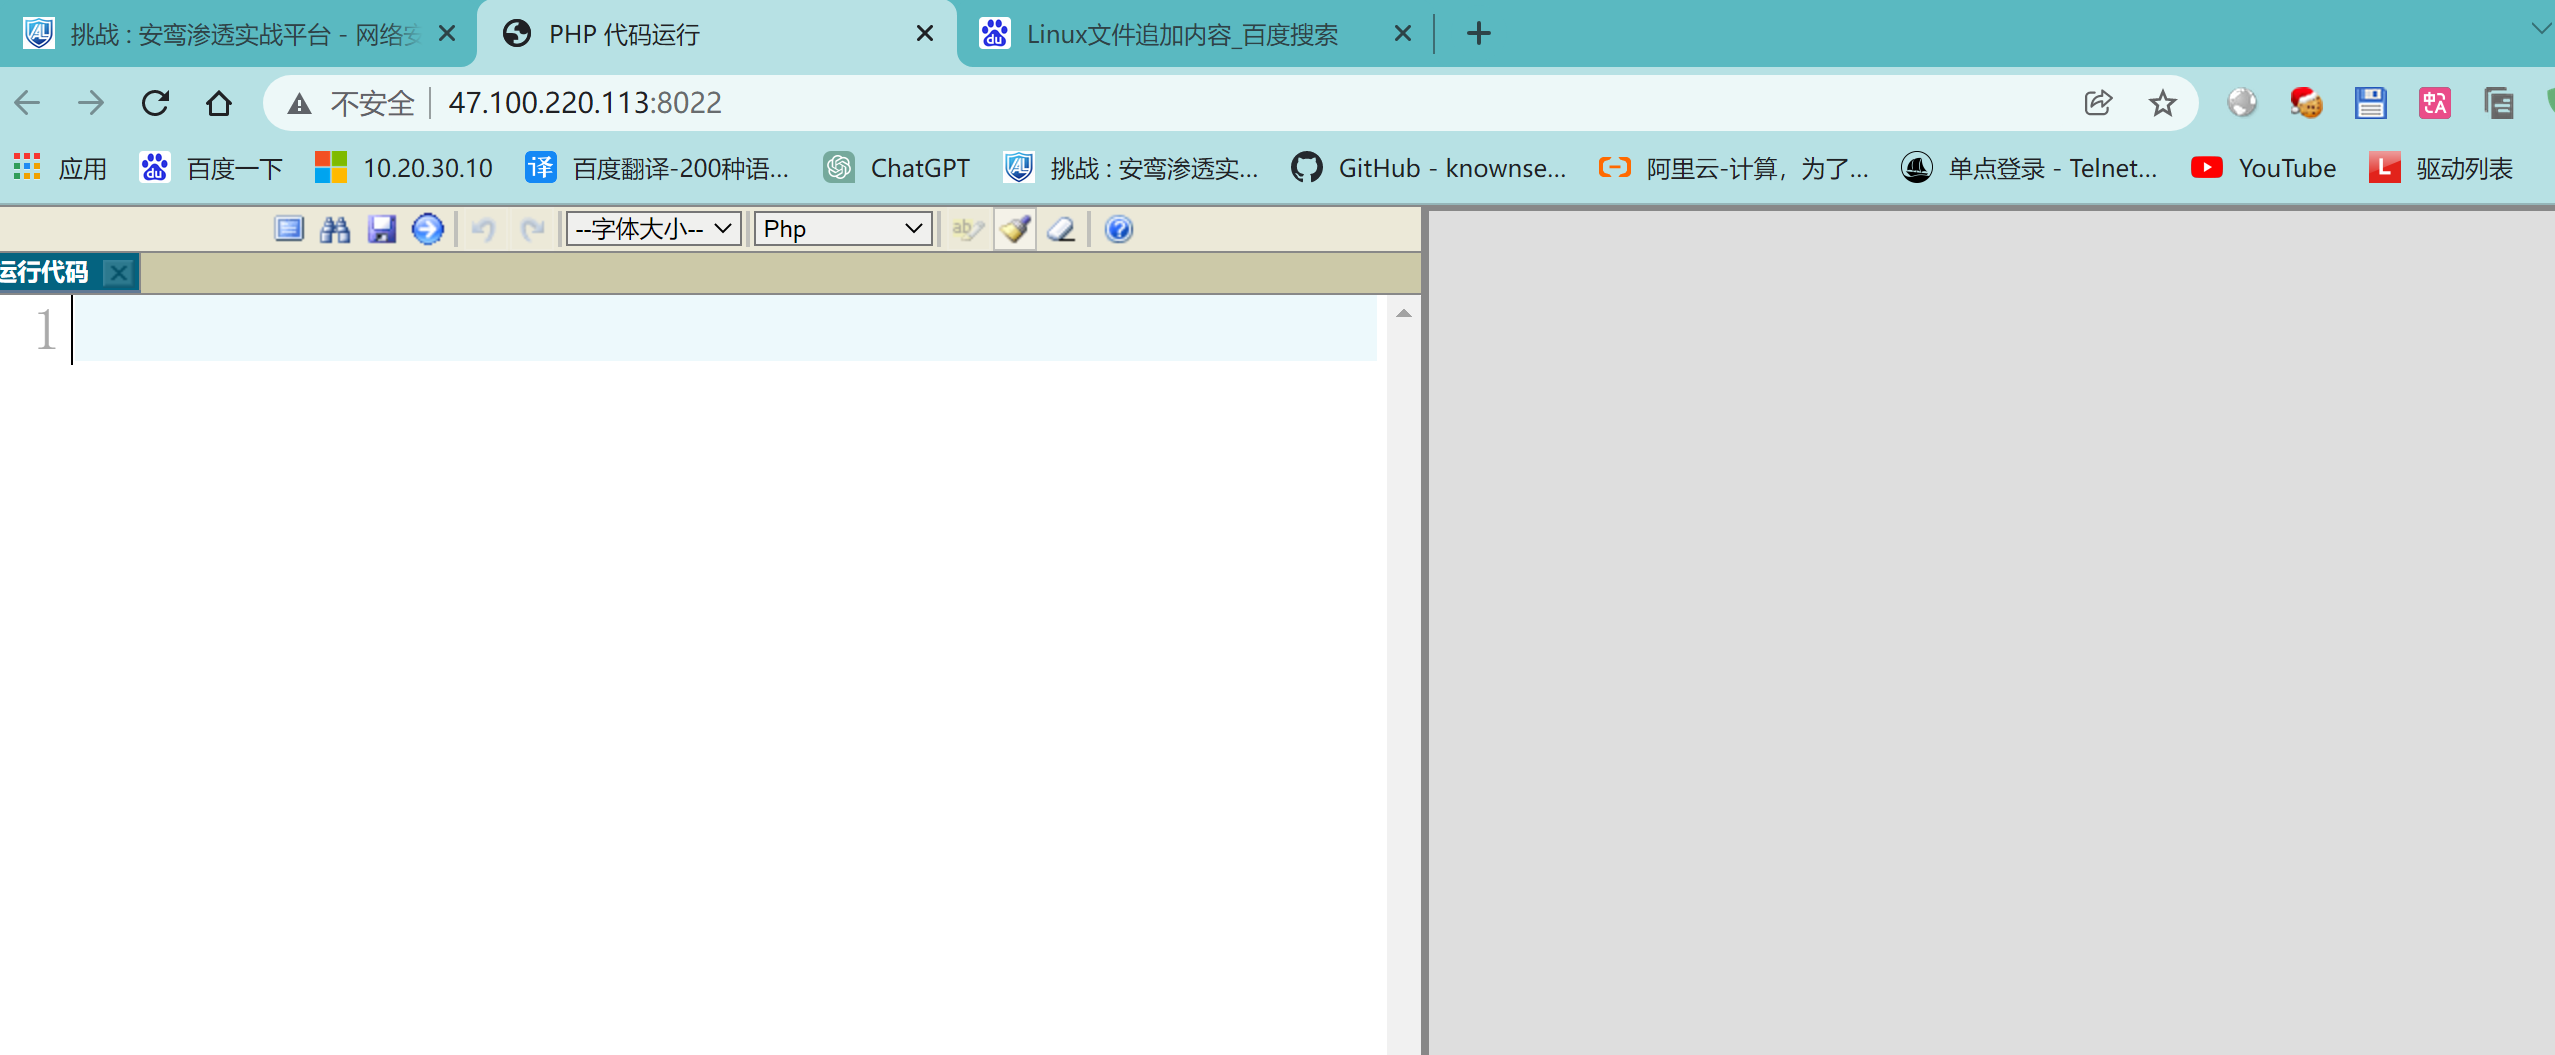 挑战 : 安鸾渗透实战平台 - 网络安
PHP 代码运行
Linux文件追加内容_百度搜索
不安全 47.100.220.113:8022
应用 百度一下 10.20.30.10 百度翻译-200种语... ChatGPT 挑战 : 安鸾渗透实... GitHub - knownse... 阿里云-计算，为了... 单点登录 - Telnet... YouTube 驱动列表
--字体大小-- Php
运行代码
1